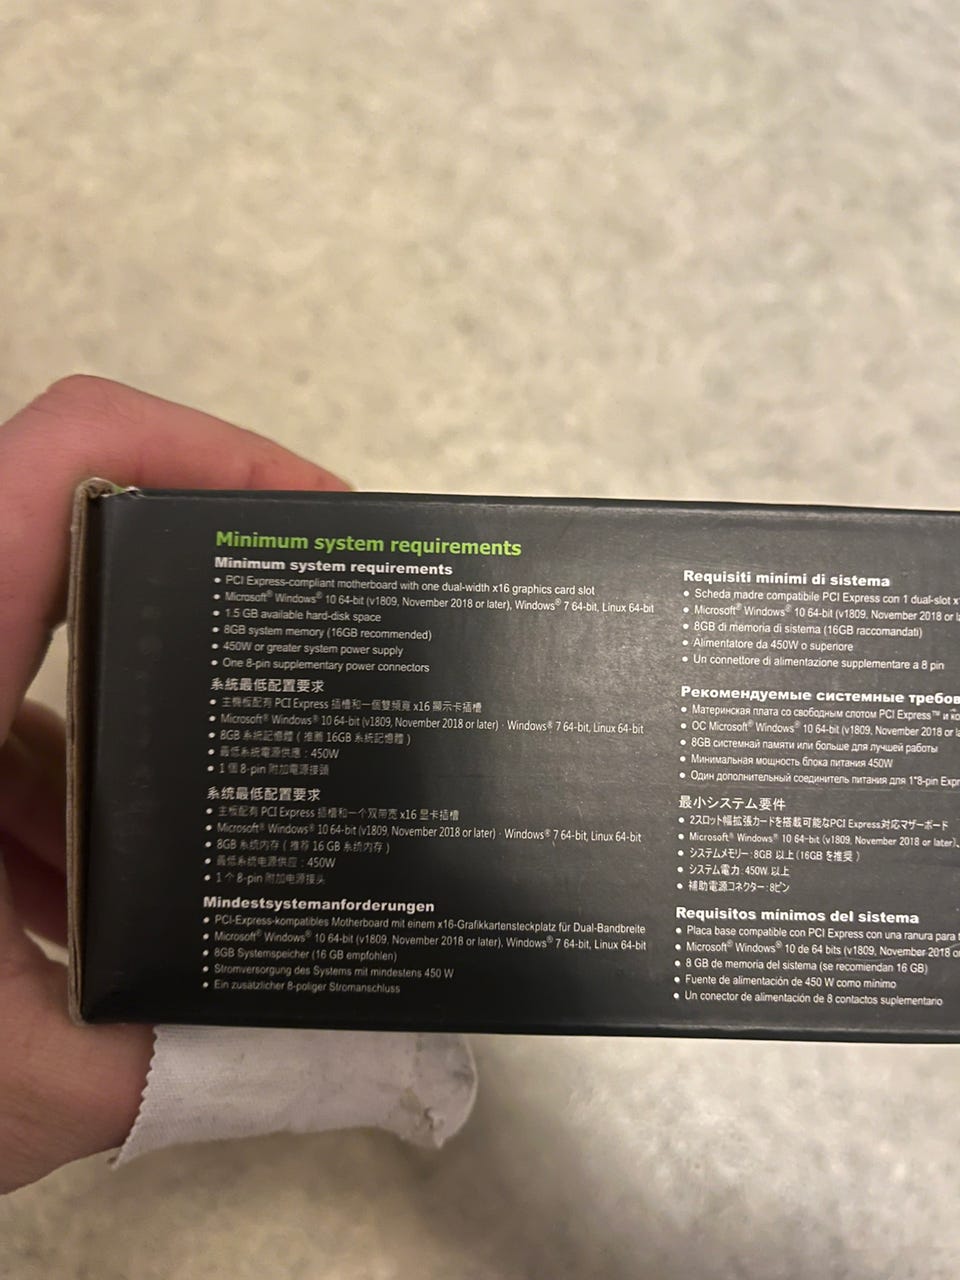 Minimum system requirements
Minimum system requirements
• PCI Express-compliant motherboard with one dual-width x16 graphics card slot
• Microsoft® Windows® 10 64-bit (v1809, November 2018 or later), Windows® 7 64-bit, Linux 64-bit
• 1.5 GB available hard-disk space
• 8GB system memory (16GB recommended)
• 450W or greater system power supply
• One 8-pin supplementary power connectors
系統最低配置要求
• 主機板配有 PCI Express 插槽和一個雙頻寬 x16 顯示卡插槽
• Microsoft® Windows® 10 64-bit (v1809, November 2018 or later)、Windows® 7 64-bit, Linux 64-bit
• 8GB 系統記憶體 ( 推薦 16GB 系統記憶體 )
• 最低系統電源供應 : 450W
• 1 個 8-pin 附加電源接頭
系统最低配置要求
• 主板配有 PCI Express 插槽和一个双带宽 x16 显卡插槽
• Microsoft® Windows® 10 64-bit (v1809, November 2018 or later)、Windows® 7 64-bit, Linux 64-bit
• 8GB 系统内存 ( 推荐 16 GB 系统内存 )
• 最低系统电源供应 : 450W
• 1 个 8-pin 附加电源接头
Mindestsystemanforderungen
• PCI-Express-kompatibles Motherboard mit einem x16-Grafikkartensteckplatz für Dual-Bandbreite
• Microsoft® Windows® 10 64-bit (v1809, November 2018 or later), Windows® 7 64-bit, Linux 64-bit
• 8GB Systemspeicher (16 GB empfohlen)
• Stromversorgung des Systems mit mindestens 450 W
• Ein zusätzlicher 8-poliger Stromanschluss
Requisiti minimi di sistema
• Scheda madre compatibile PCI Express con 1 dual-slot
• Microsoft® Windows® 10 64-bit (v1809, November 2018 or
• 8GB di memoria di sistema (16GB raccomandati)
• Alimentatore da 450W o superiore
• Un connettore di alimentazione supplementare a 8 pin
Рекомендуемые системные
• Материнская плата со свободным слотом PCI Express™ и
• ОС Microsoft® Windows® 10 64-bit (v1809, November 2018 or
• 8GB системнай памяти или больше для лучшей работы
• Минимальная мощность блока питания 450W
• Один дополнительный соединитель питания для 1*8-pin
最小システム要件
• 2スロット幅拡張カードを搭載可能なPCI Express対応マザーボード
• Microsoft® Windows® 10 64-bit (v1809, November 2018 or later)、
• システムメモリー: 8GB 以上 (16GBを推奨 )
• システム電力: 450W 以上
• 補助電源コネクター: 8ピン
Requisitos mínimos del sistema
• Placa base compatible con PCI Express con una ranura para
• Microsoft® Windows® 10 de 64 bits (v1809, November 2018
• 8 GB de memoria del sistema (se recomiendan 16 GB)
• Fuente de alimentación de 450 W como mínimo
• Un conector de alimentación de 8 contactos suplementario